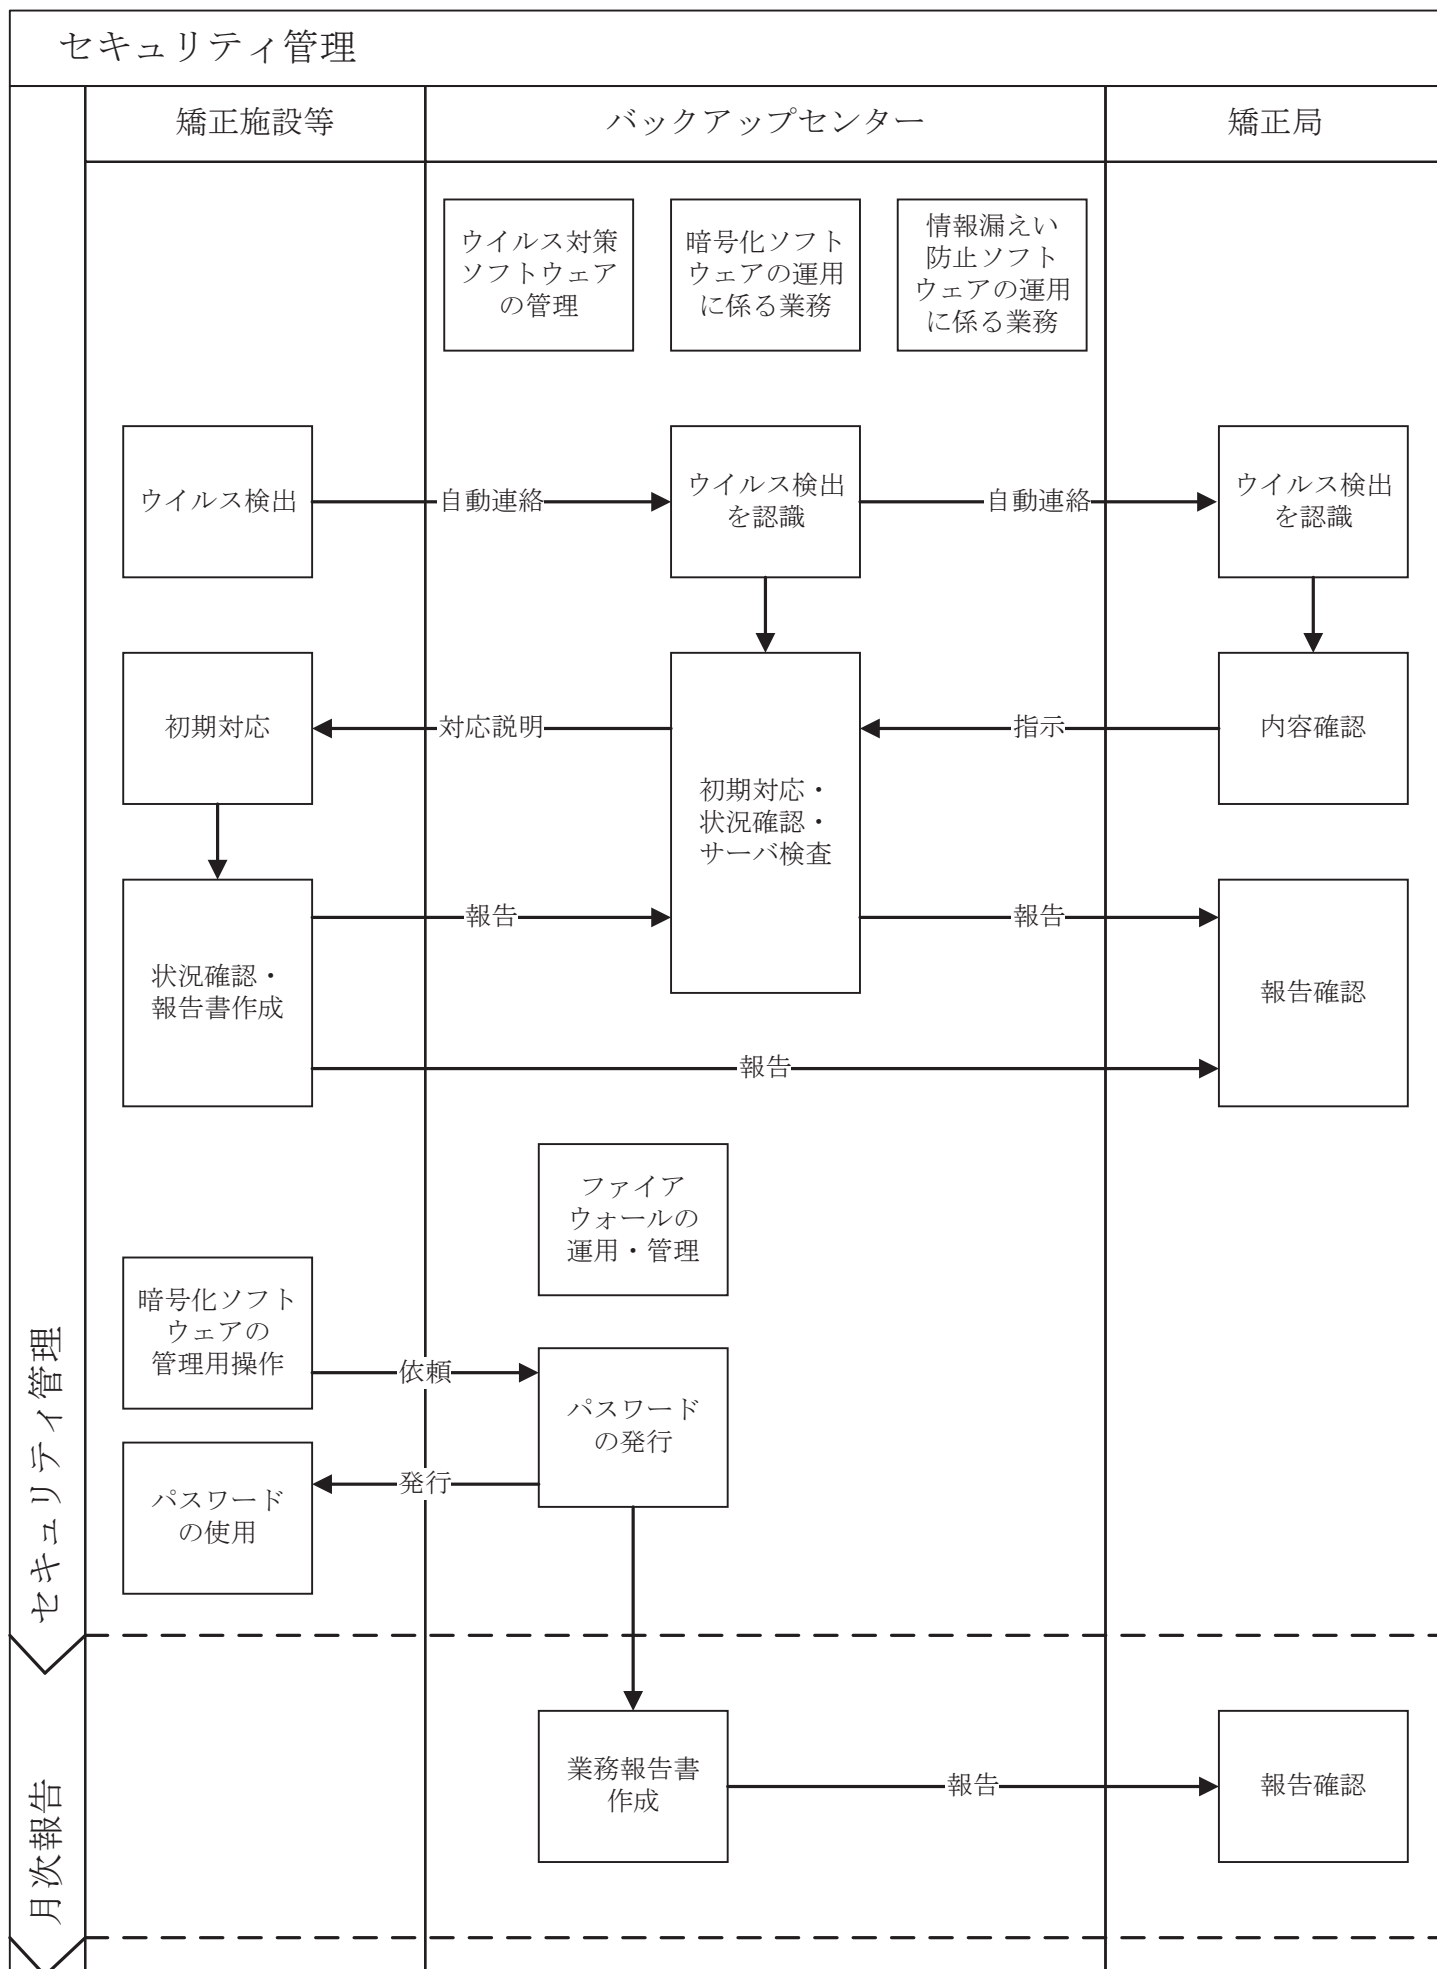 セキュリティ管理
矯正施設等
バックアップセンター
矯正局
ウイルス対策
ソフトウェア
の管理
暗号化ソフト
ウェアの運用
に係る業務
情報漏えい
防止ソフト
ウェアの運用
に係る業務
ウイルス検出
自動連絡
ウイルス検出
を認識
自動連絡
ウイルス検出
を認識
初期対応
対応説明
初期対応・
状況確認・
サーバ検査
指示
内容確認
状況確認・
報告書作成
報告
報告
報告確認
報告
ファイア
ウォールの
運用・管理
暗号化ソフト
ウェアの
管理用操作
依頼
パスワード
の発行
発行
パスワード
の使用
セキュリティ管理
業務報告書
作成
報告
報告確認
月次報告